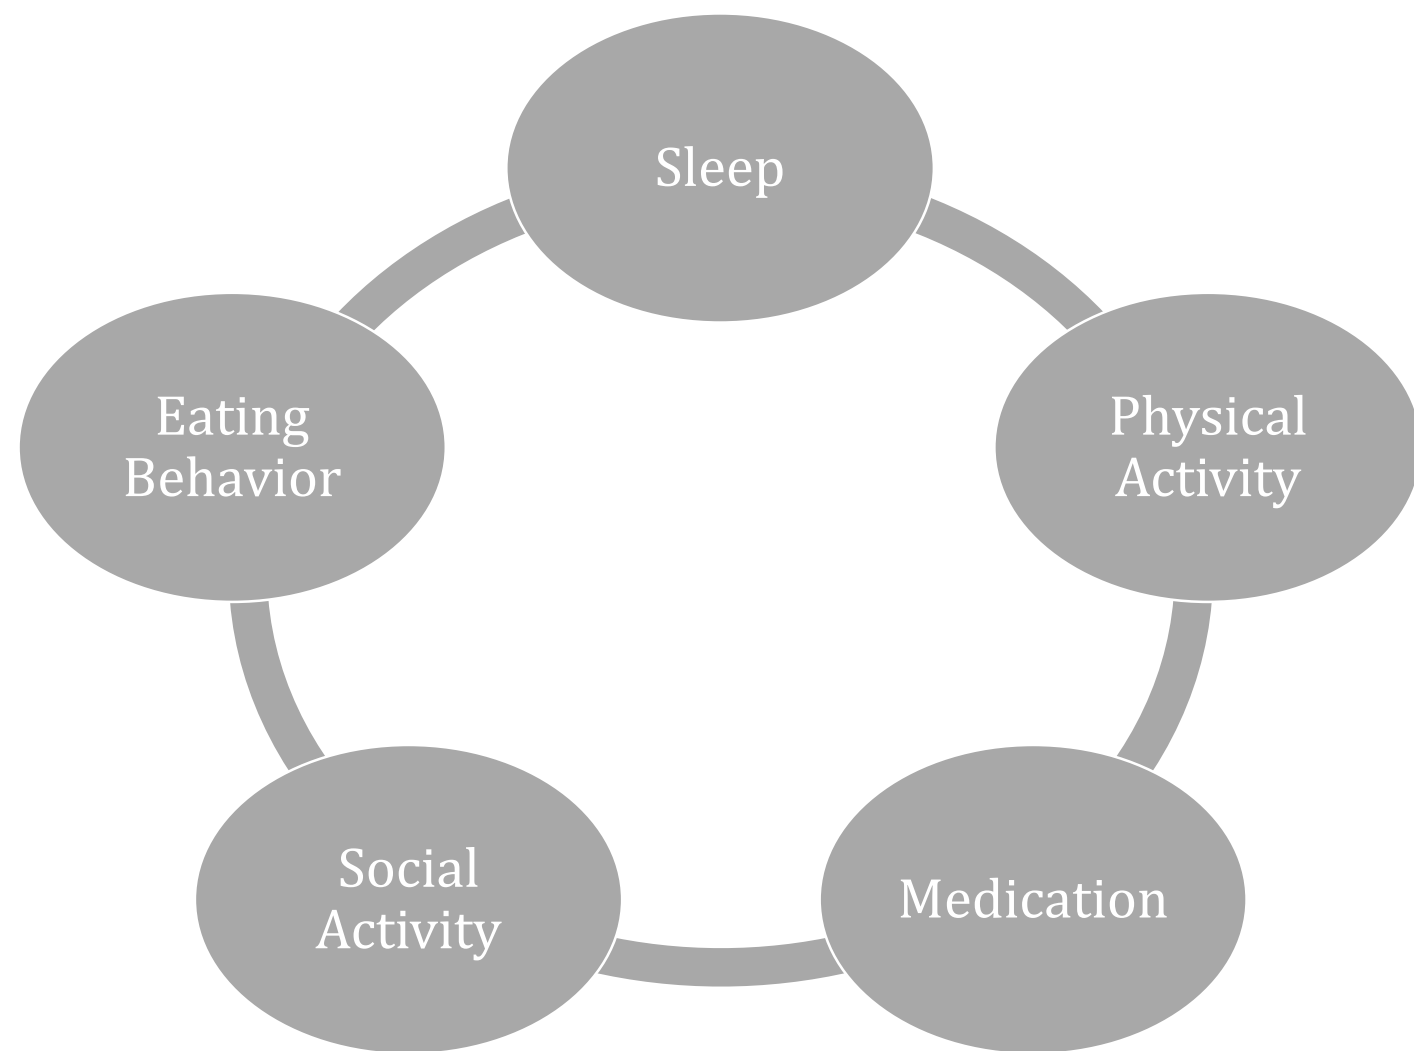 Sleep
Physical
Activity
Medication
Social
Activity
Eating
Behavior